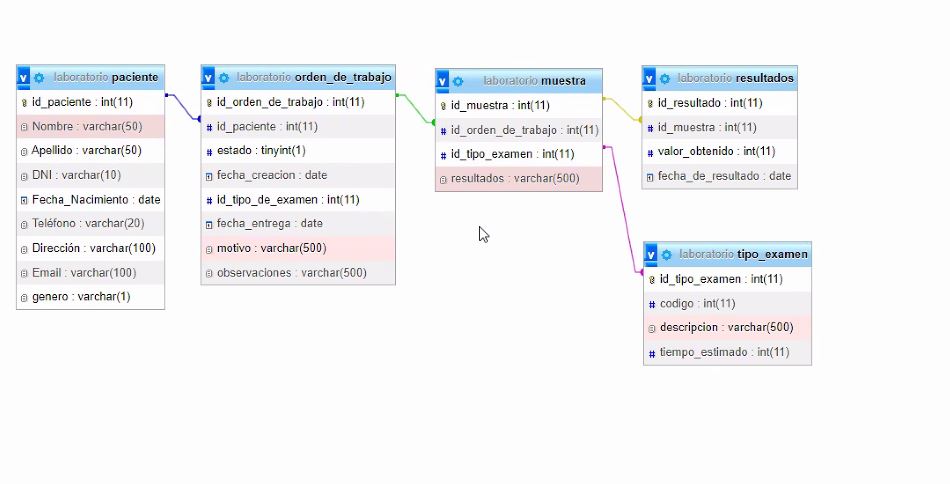 laboratorio paciente
id_paciente : int(11)
Nombre : varchar(50)
Apellido : varchar(50)
DNI : varchar(10)
Fecha_Nacimiento : date
Teléfono : varchar(20)
Dirección : varchar(100)
Email : varchar(100)
genero : varchar(1)
laboratorio orden_de_trabajo
id_orden_de_trabajo : int(11)
# id_paciente : int(11)
# estado : tinyint(1)
fecha_creacion : date
# id_tipo_de_examen : int(11)
fecha_entrega : date
motivo : varchar(500)
observaciones : varchar(500)
laboratorio muestra
id_muestra : int(11)
# id_orden_de_trabajo : int(11)
# id_tipo_examen : int(11)
resultados : varchar(500)
laboratorio resultados
id_resultado : int(11)
# id_muestra : int(11)
# valor_obtenido : int(11)
fecha_de_resultado : date
laboratorio tipo_examen
id_tipo_examen : int(11)
# codigo : int(11)
descripcion : varchar(500)
# tiempo_estimado : int(11)